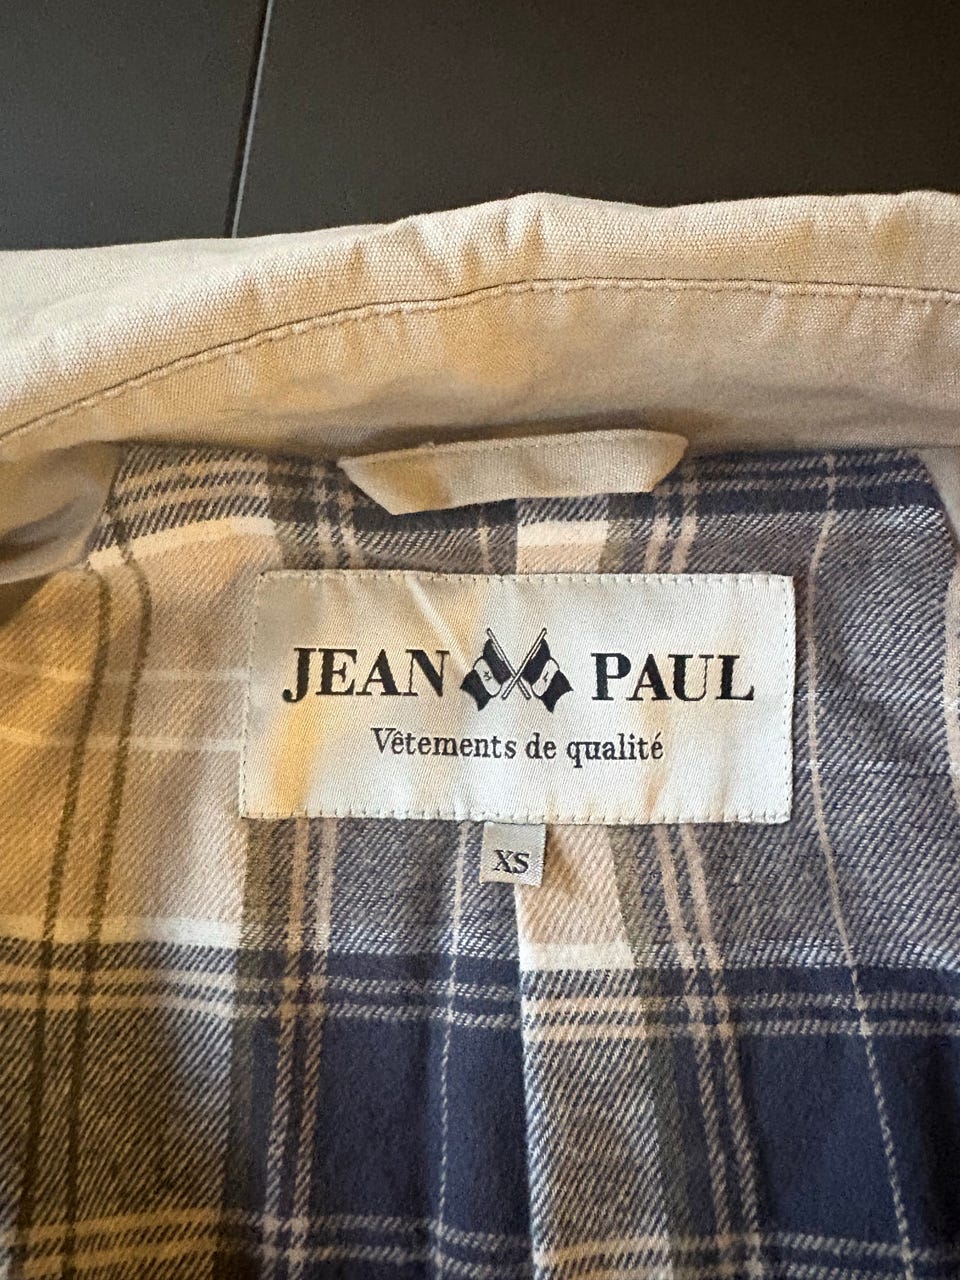 JEAN PAUL
Vêtements de qualité
XS